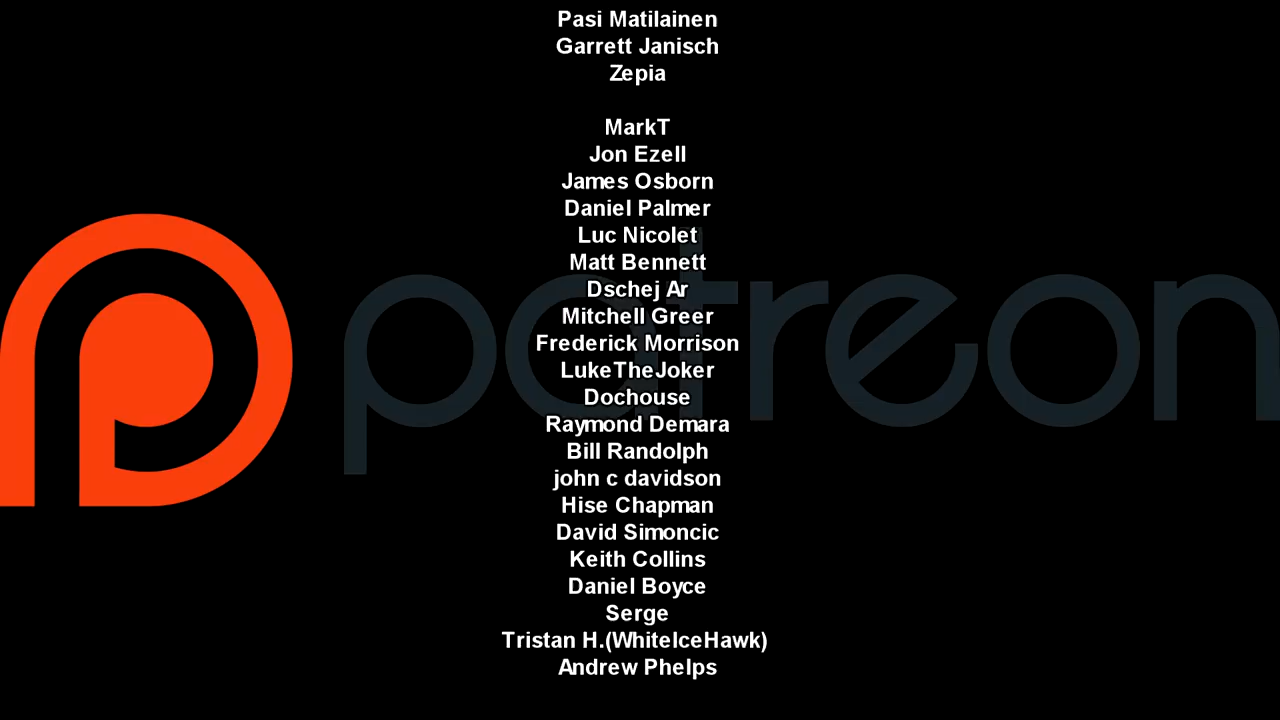 Pasi Matilainen
Garrett Janisch
Zepia
MarkT
Jon Ezell
James Osborn
Daniel Palmer
Luc Nicolet
Matt Bennett
Dschej Ar
Mitchell Greer
Frederick Morrison
LukeTheJoker
Dochouse
Raymond Demara
Bill Randolph
john c davidson
Hise Chapman
David Simoncic
Keith Collins
Daniel Boyce
Serge
Tristan H.(WhiteIceHawk)
Andrew Phelps
patreon